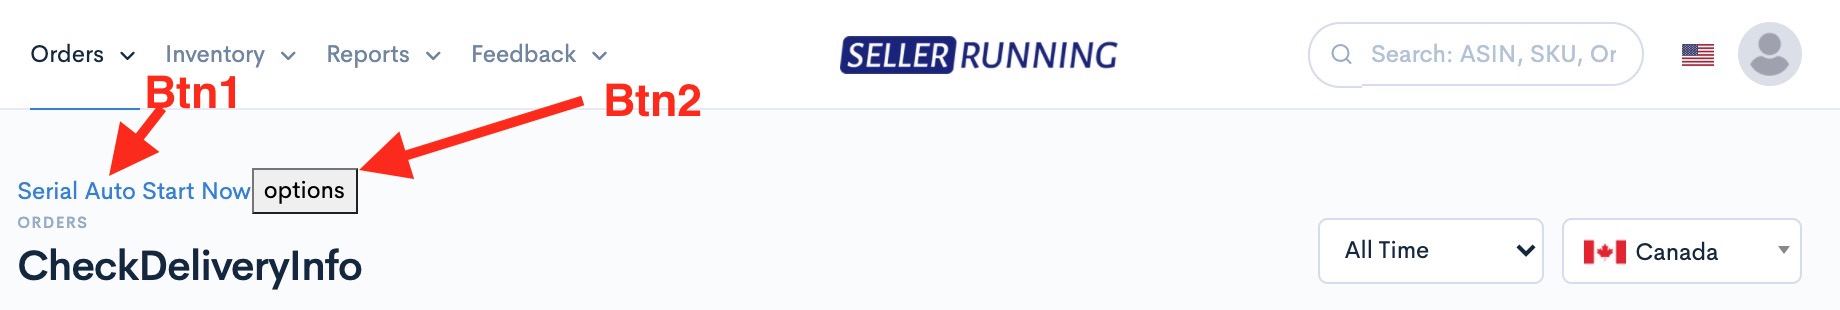 Orders Inventory Reports Feedback SELLER RUNNING Search: ASIN, SKU, Or
Btn1 Btn2
Serial Auto Start Now options
ORDERS
CheckDeliveryInfo All Time Canada